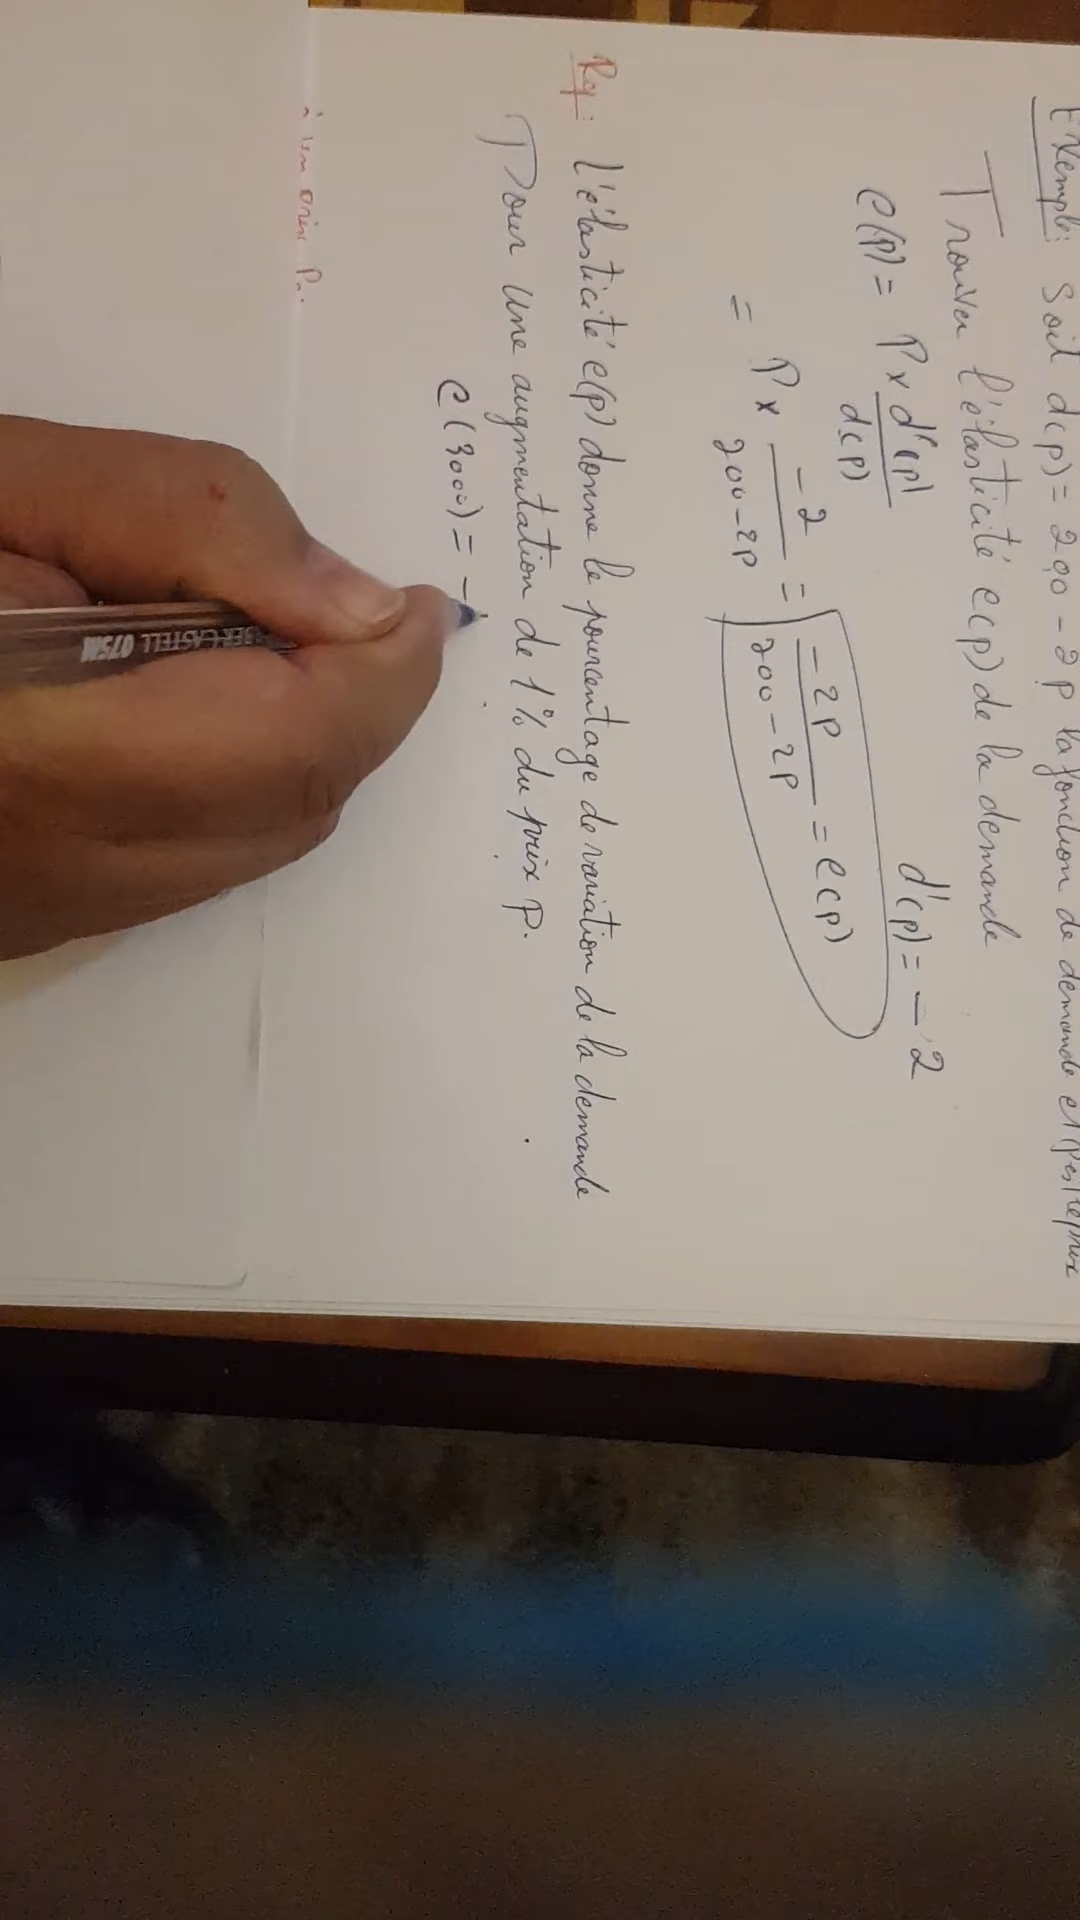 Exemple: Soit d(p) = 200 - 2p la fonction de demande et p est le prix
Trouver l'élasticité e(p) de la demande
e(p) = P x d'(p) / d(p)
d'(p) = - 2
= P x -2 / 200-2p = -2p / 200-2p = e(p)
Rq: l'élasticité e(p) donne le pourcentage de variation de la demande
Pour une augmentation de 1% du prix p.
e(3000) = -
CASTELL 075M